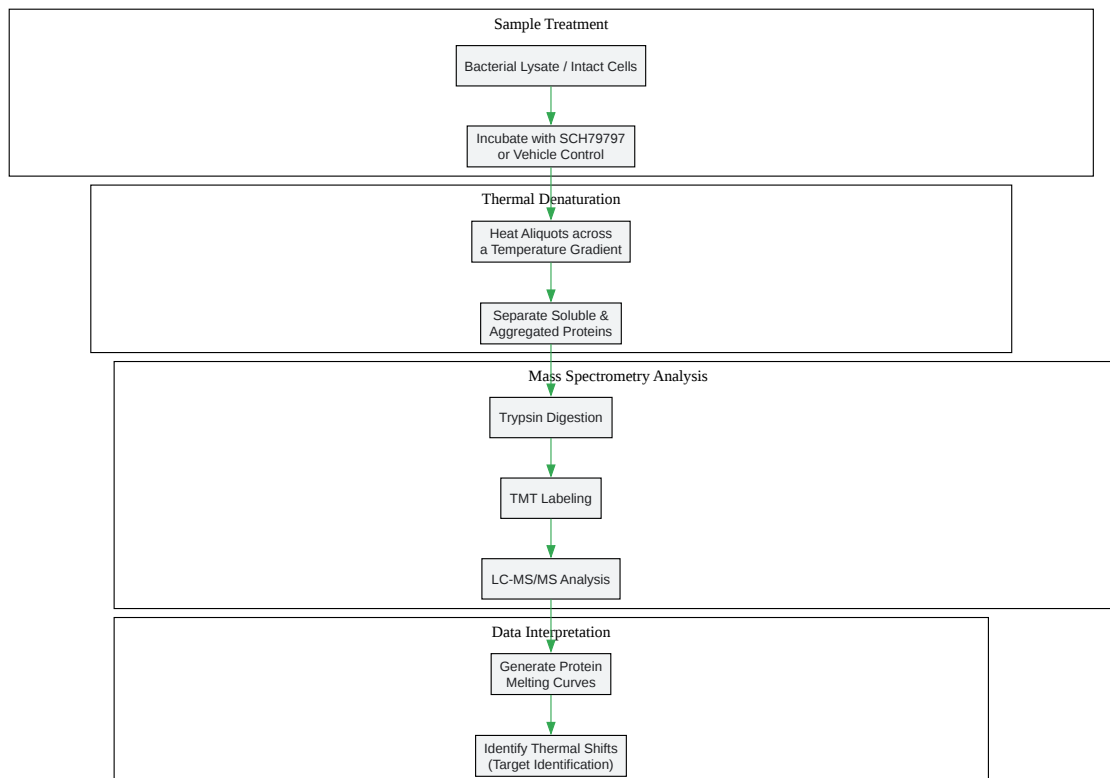 Sample Treatment
Bacterial Lysate / Intact Cells
Incubate with SCH79797
or Vehicle Control
Thermal Denaturation
Heat Aliquots across
a Temperature Gradient
Separate Soluble &
Aggregated Proteins
Mass Spectrometry Analysis
Trypsin Digestion
TMT Labeling
LC-MS/MS Analysis
Data Interpretation
Generate Protein
Melting Curves
Identify Thermal Shifts
(Target Identification)